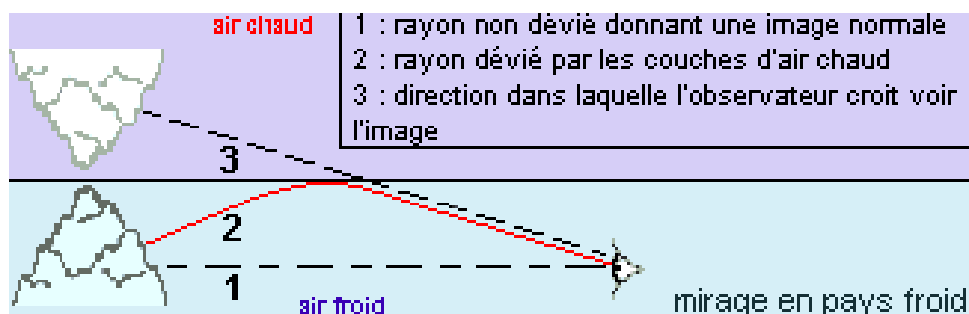 air chaud
1 : rayon non dévié donnant une image normale
2 : rayon dévié par les couches d'air chaud
3 : direction dans laquelle l'observateur croit voir
l'image
3
2
1
air froid
mirage en pays froid